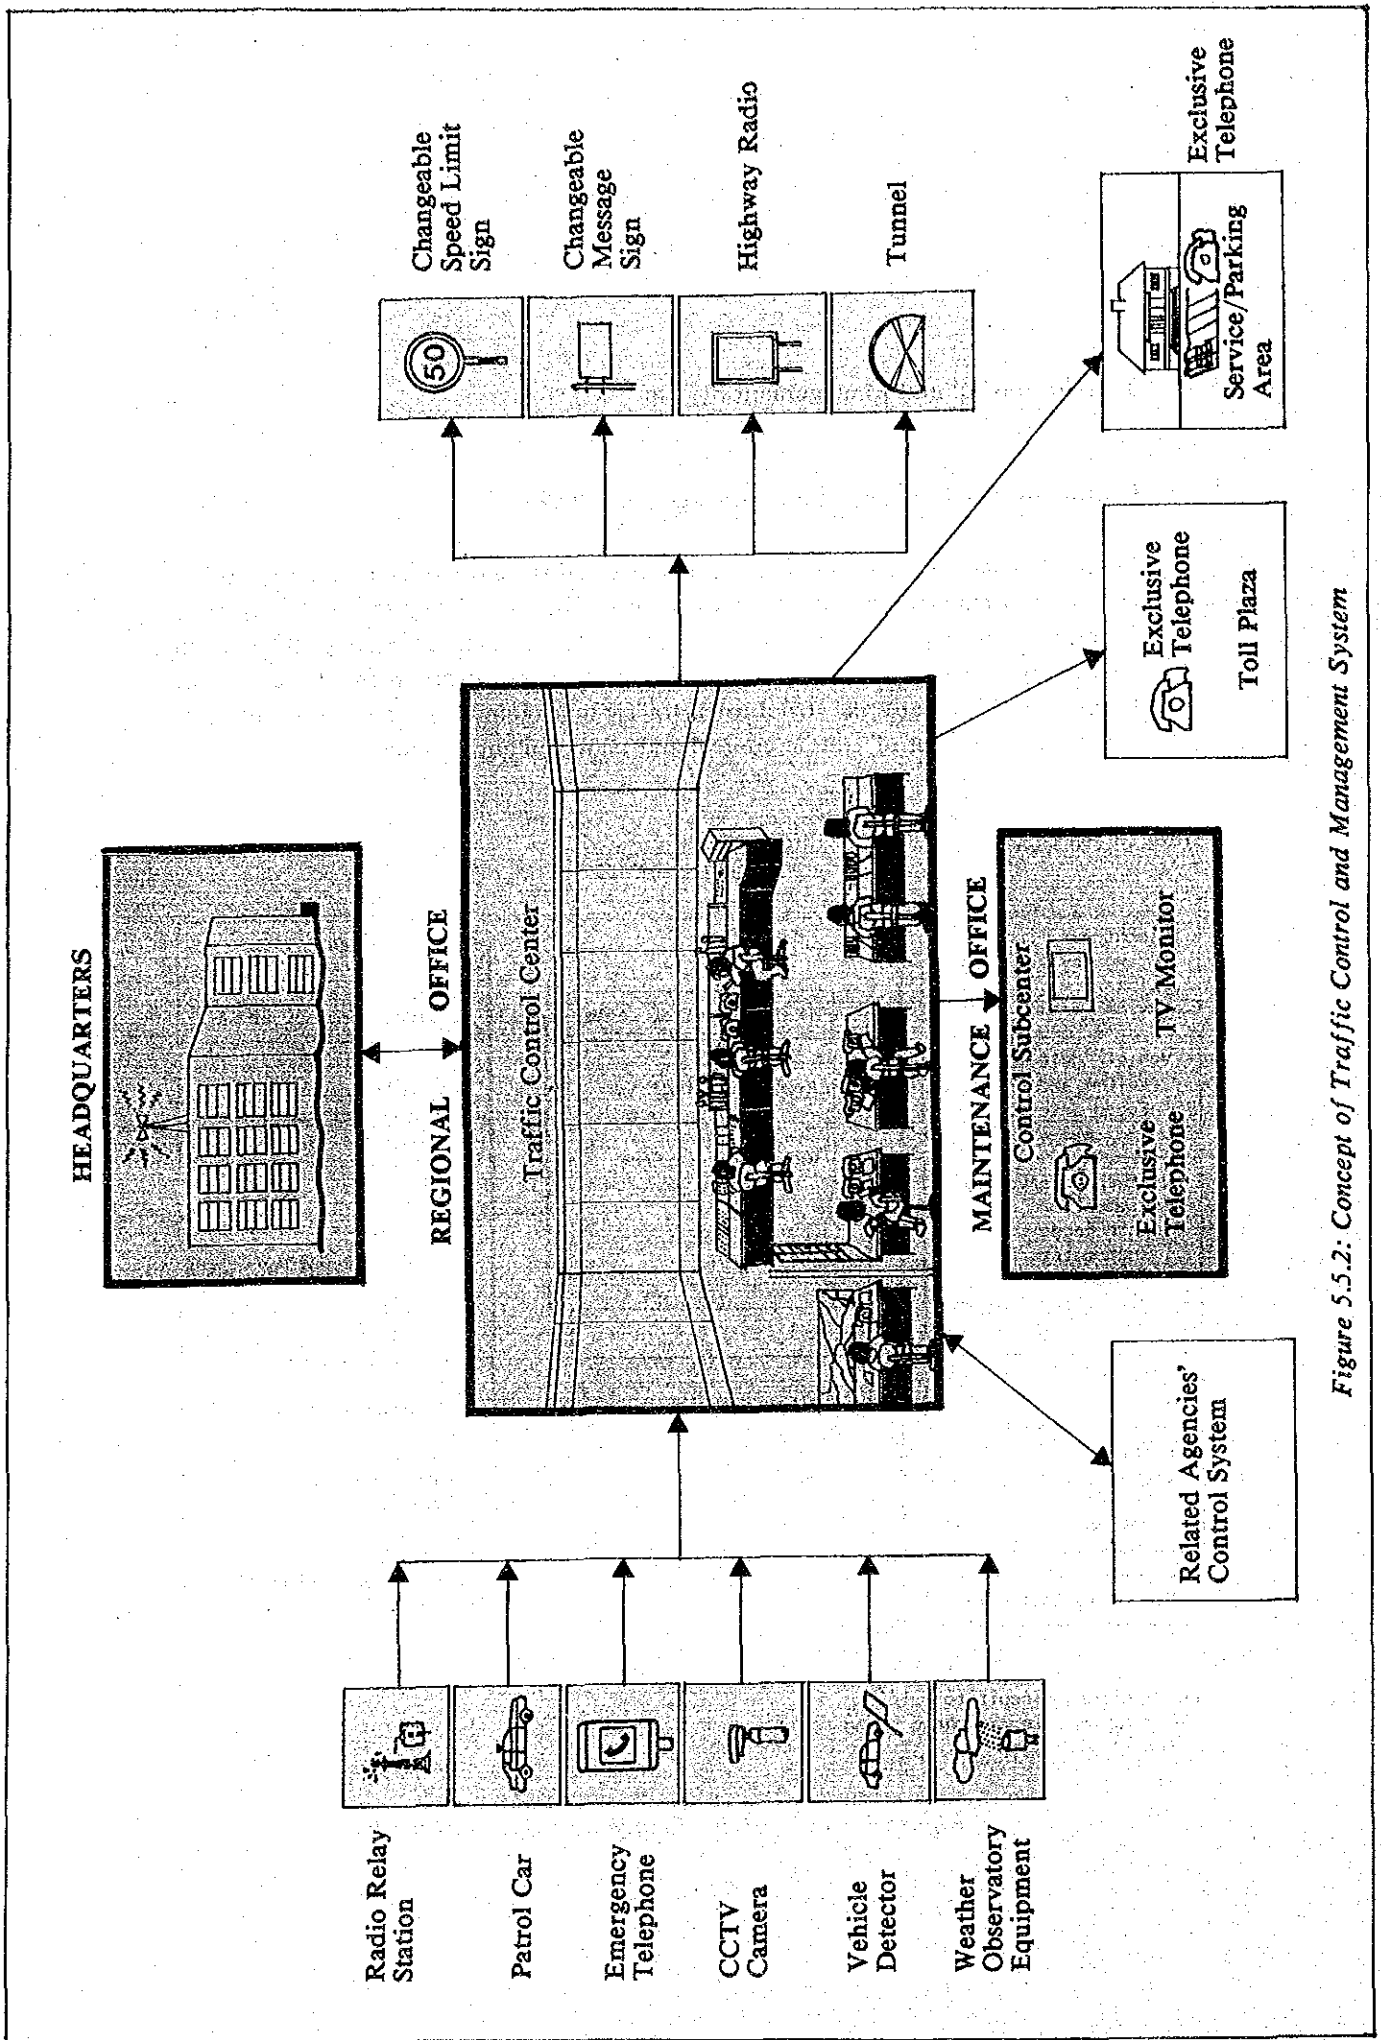 HEADQUARTERS
REGIONAL OFFICE
Traffic Control Center
Radio Relay
Station
Patrol Car
Emergency
Telephone
CCTV
Camera
Vehicle
Detector
Weather
Observatory
Equipment
Changeable
Speed Limit
Sign
50
Changeable
Message
Sign
Highway Radio
Tunnel
MAINTENANCE OFFICE
Control Subcenter
Exclusive
Telephone
TV Monitor
Related Agencies'
Control System
Exclusive
Telephone
Toll Plaza
Service/Parking
Area
Exclusive
Telephone
Figure 5.5.2: Concept of Traffic Control and Management System